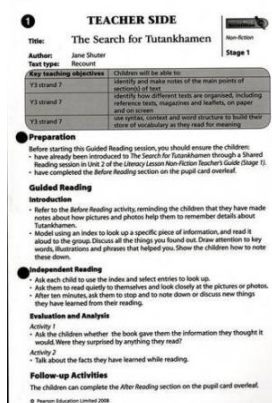 1
TEACHER SIDE
Title: The Search for Tutankhamen
Non-fiction
Author: Jane Shuter
Stage 1
Text type: Recount
Key teaching objectives Children will be able to:
Y3 strand 7 identify and make notes of the main points of
section(s) of text
Y3 strand 7 identify how different texts are organised, including
reference texts, magazines and leaflets, on paper
and on screen
Y3 strand 7 use syntax, context and word structure to build their
store of vocabulary as they read for meaning
Preparation
Before starting this Guided Reading session, you should ensure the children:
• have already been introduced to The Search for Tutankhamen through a Shared
Reading session in Unit 2 of the Literacy Lesson Non-Fiction Teacher's Guide (Stage 1).
• have completed the Before Reading section on the pupil card overleaf.
Guided Reading
Introduction
• Refer to the Before Reading activity, reminding the children that they have made
notes about how pictures and photos help them to remember details about
Tutankhamen.
• Model using an index to look up a specific piece of information, and read it
aloud to the group. Discuss all the things you found out. Draw attention to key
words, illustrations and phrases that helped you. Show the children how to note
these down.
Independent Reading
• Ask each child to use the index and select entries to look up.
• Ask them to read quietly to themselves and look closely at the pictures or photos.
• After ten minutes, ask them to stop and to note down or discuss new things
they have learned from their reading.
Evaluation and Analysis
Activity 1
• Ask the children whether the book gave them the information they thought it
would. Were they surprised by anything they read?
Activity 2
• Talk about the facts they have learned while reading.
Follow-up Activities
The children can complete the After Reading section on the pupil card overleaf.
© Pearson Education Limited 2008